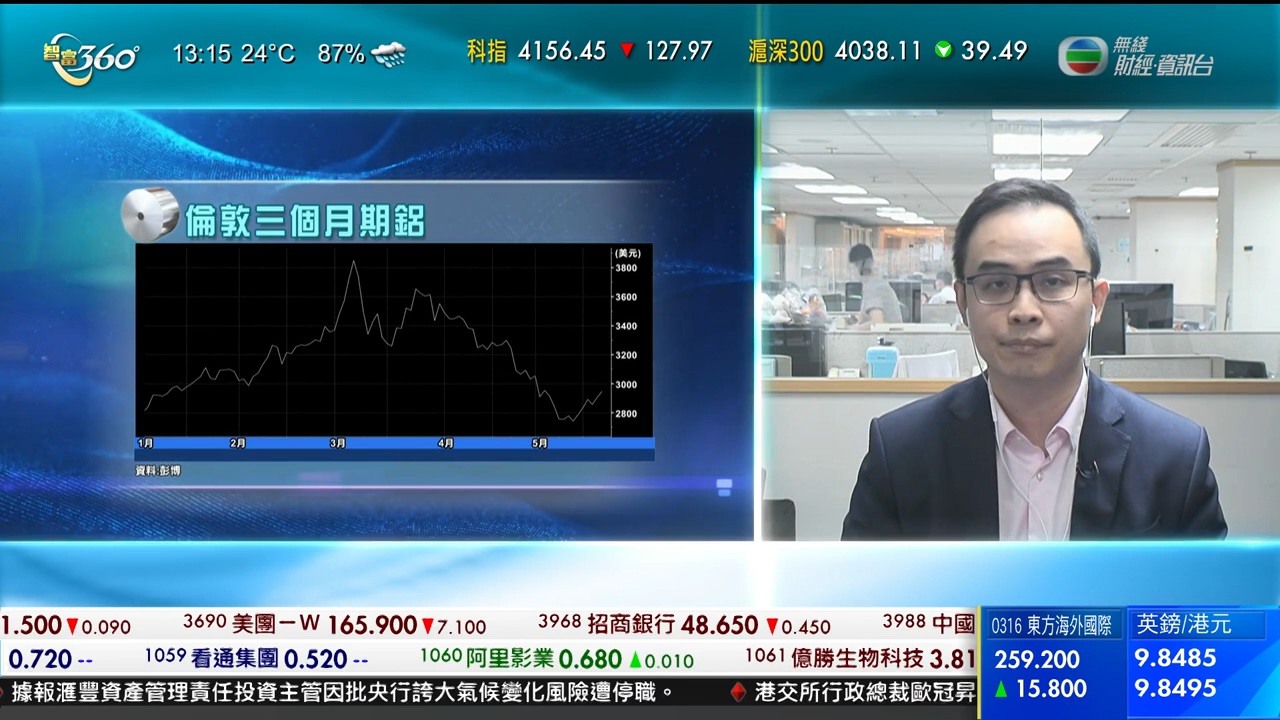 智富360°
13:15 24°C 87%
科指 4156.45 ▼ 127.97
滬深300 4038.11 39.49
無綫
財經·資訊台
倫敦三個月期鋁
(美元)
3800
3600
3400
3200
3000
2800
1月 2月 3月 4月 5月
資料:彭博
1.500 ▼ 0.090 3690 美團－W 165.900 ▼ 7.100 3968 招商銀行 48.650 ▼ 0.450 3988 中國
0.720 -- 1059 看通集團 0.520 -- 1060 阿里影業 0.680 ▲ 0.010 1061 億勝生物科技 3.81
據報滙豐資產管理責任投資主管因批央行誇大氣候變化風險遭停職。 港交所行政總裁歐冠昇
0316 東方海外國際
259.200
▲ 15.800
英鎊/港元
9.8485
9.8495